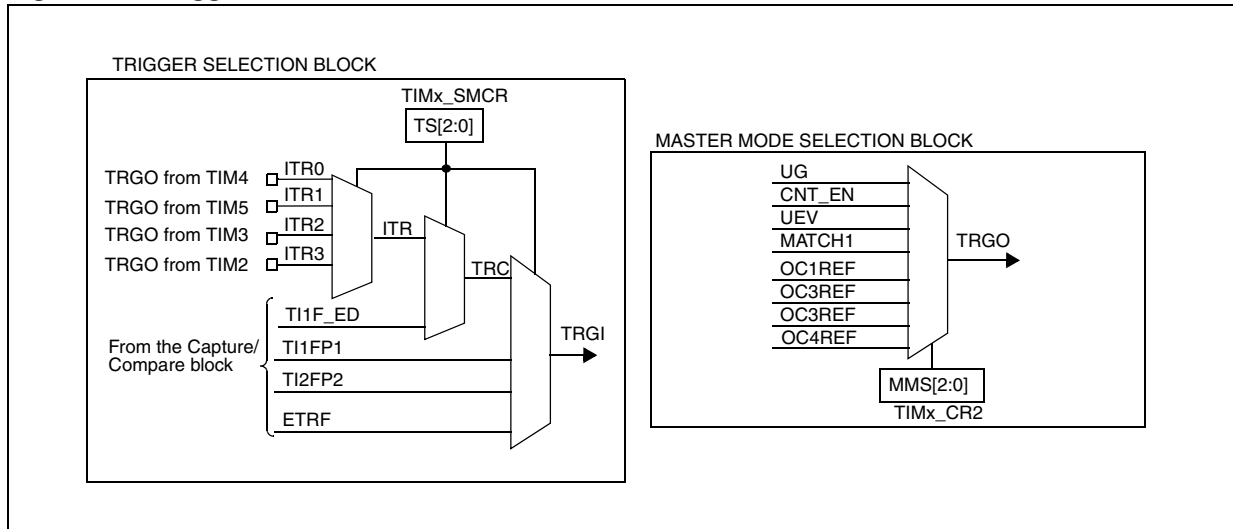 TRIGGER SELECTION BLOCK
TIMx_SMCR
TS[2:0]
TRGO from TIM4
ITR0
TRGO from TIM5
ITR1
TRGO from TIM3
ITR2
TRGO from TIM2
ITR3
ITR
TRC
TI1F_ED
From the Capture/
Compare block
TI1FP1
TI2FP2
ETRF
TRGI
MASTER MODE SELECTION BLOCK
UG
CNT_EN
UEV
MATCH1
OC1REF
OC3REF
OC3REF
OC4REF
TRGO
MMS[2:0]
TIMx_CR2